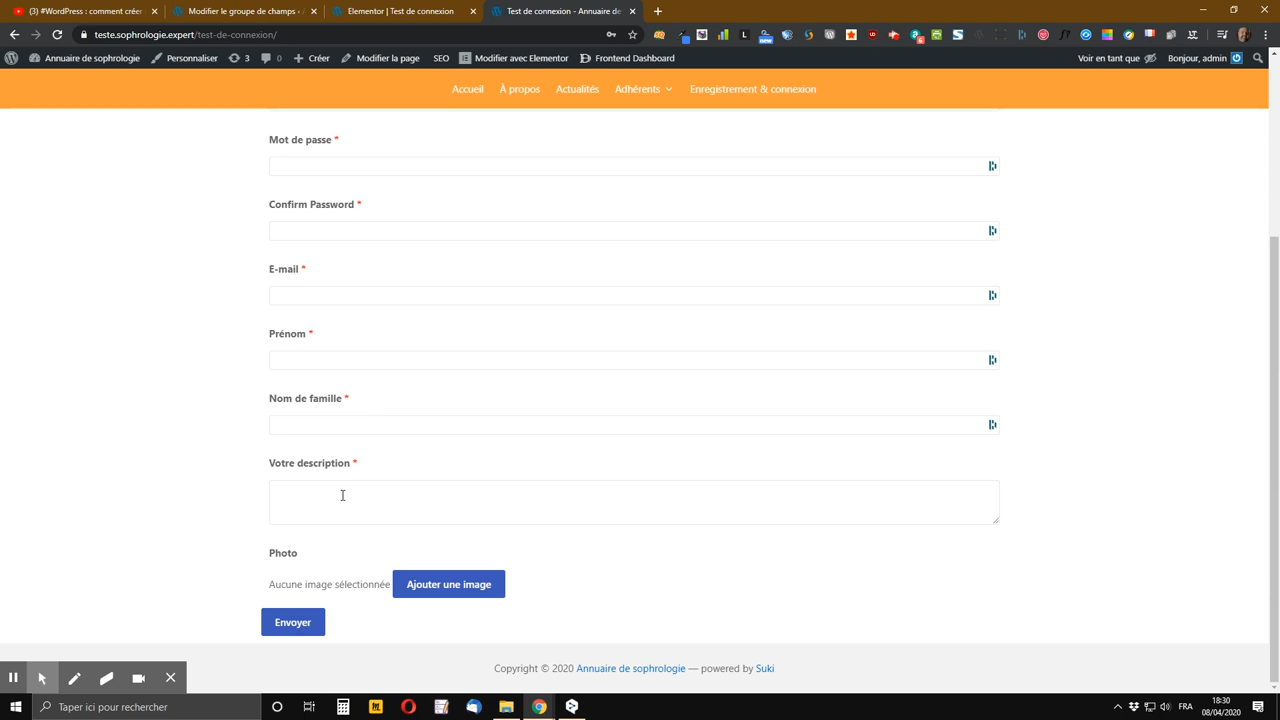 (3) #WordPress : comment créer
Modifier le groupe de champs
Elementor | Test de connexion
Test de connexion - Annuaire de
test.sophrologie.expert/test-de-connexion/
Annuaire de sophrologie
Personnaliser
3
0
Créer
Modifier la page
SEO
Modifier avec Elementor
Frontend Dashboard
Voir en tant que
Bonjour, admin
Accueil
À propos
Actualités
Adhérents
Enregistrement & connexion
Mot de passe *
Confirm Password *
E-mail *
Prénom *
Nom de famille *
Votre description *
Photo
Aucune image sélectionnée
Ajouter une image
Envoyer
Copyright © 2020 Annuaire de sophrologie — powered by Suki
Taper ici pour rechercher
FRA
18:30
08/04/2020